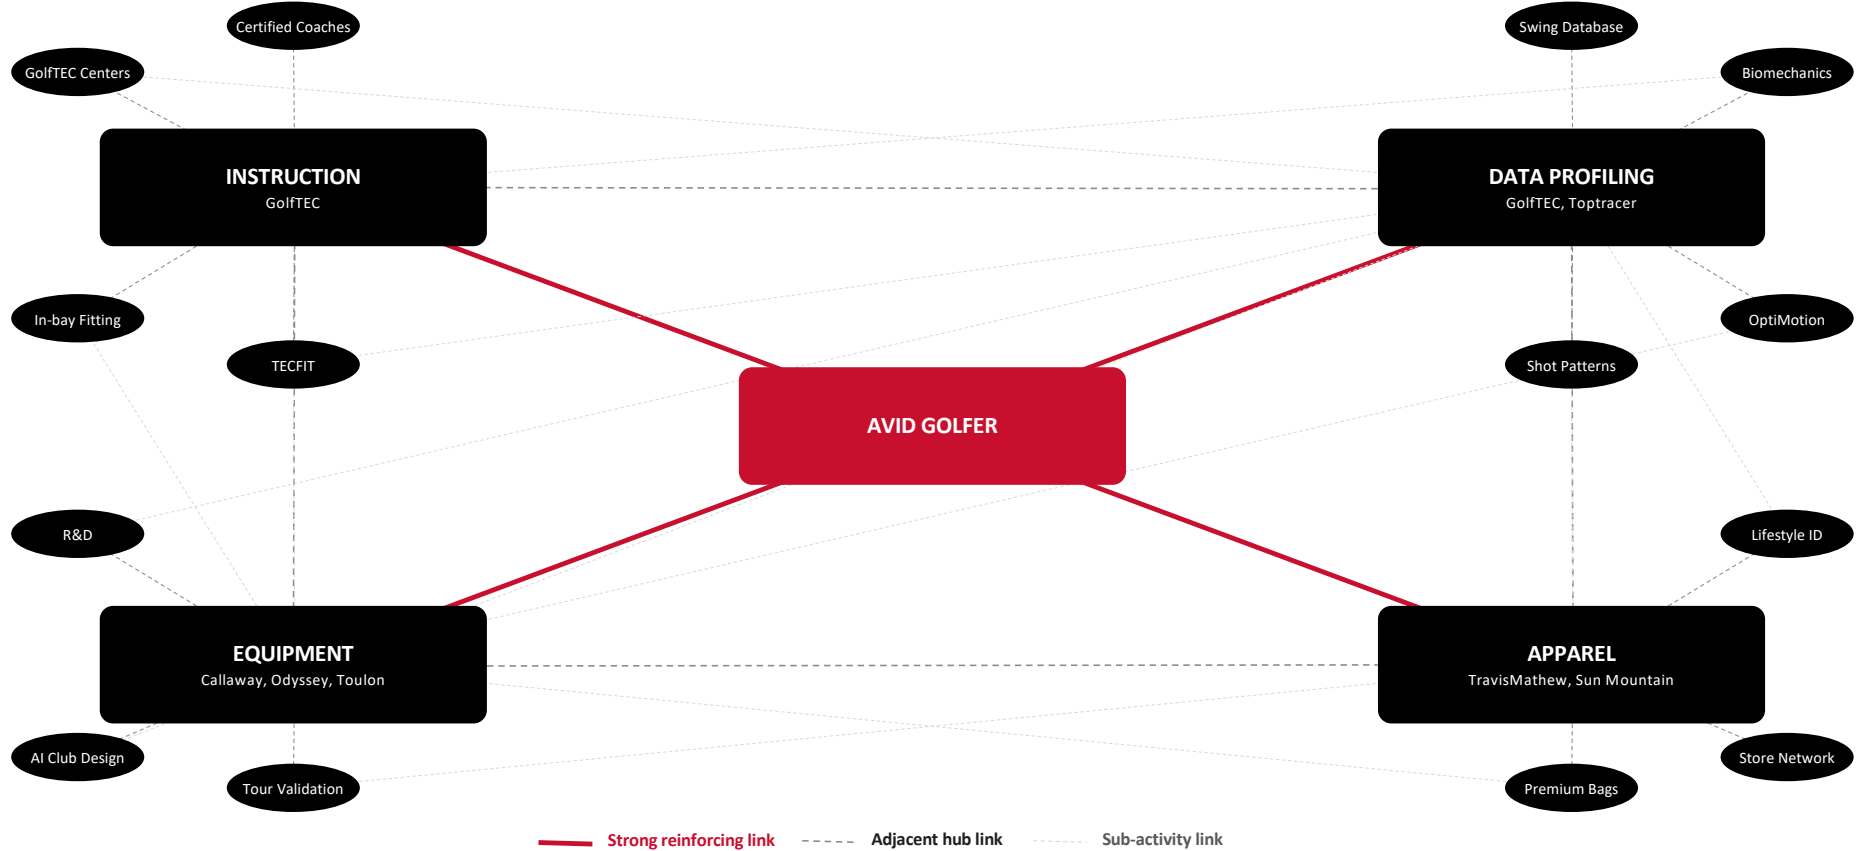 Certified Coaches
Swing Database
GolfTEC Centers
Biomechanics
INSTRUCTION
GolfTEC
DATA PROFILING
GolfTEC, Toptracer
In-bay Fitting
OptiMotion
TECFIT
Shot Patterns
AVID GOLFER
R&D
Lifestyle ID
EQUIPMENT
Callaway, Odyssey, Toulon
APPAREL
TravisMathew, Sun Mountain
AI Club Design
Store Network
Tour Validation
Premium Bags
Strong reinforcing link
Adjacent hub link
Sub-activity link